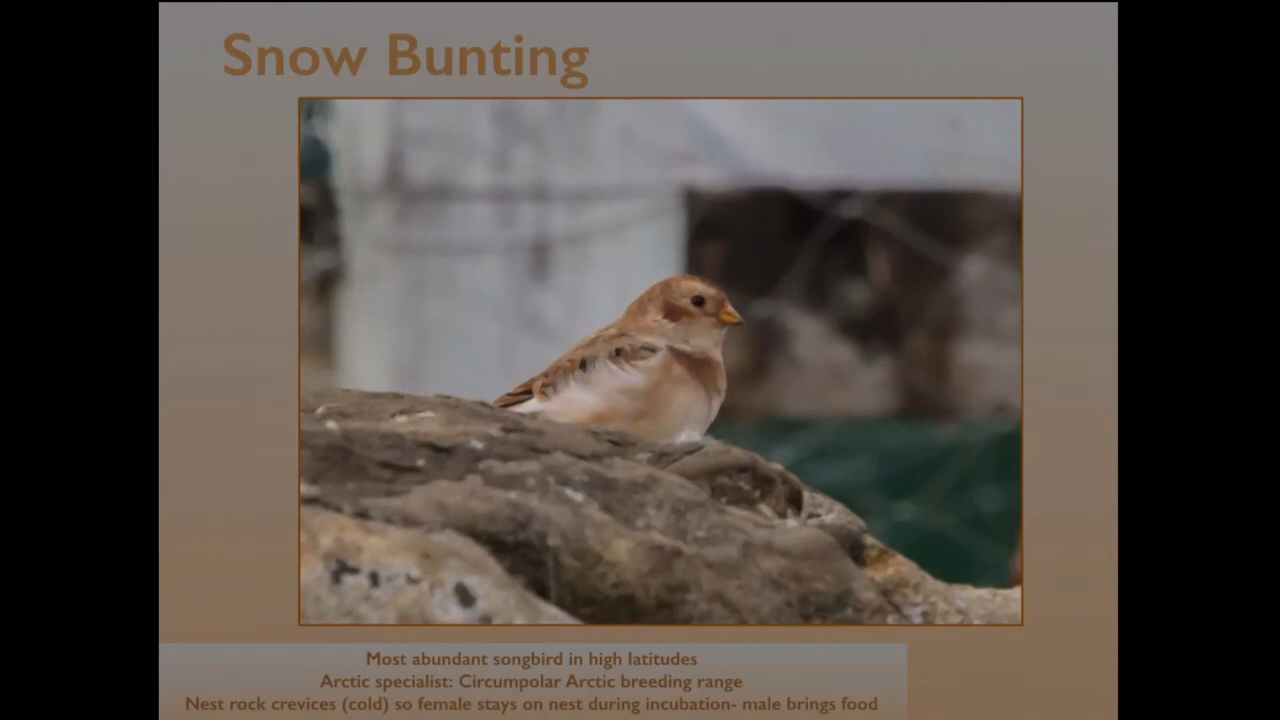 Snow Bunting
Most abundant songbird in high latitudes
Arctic specialist: Circumpolar Arctic breeding range
Nest rock crevices (cold) so female stays on nest during incubation- male brings food